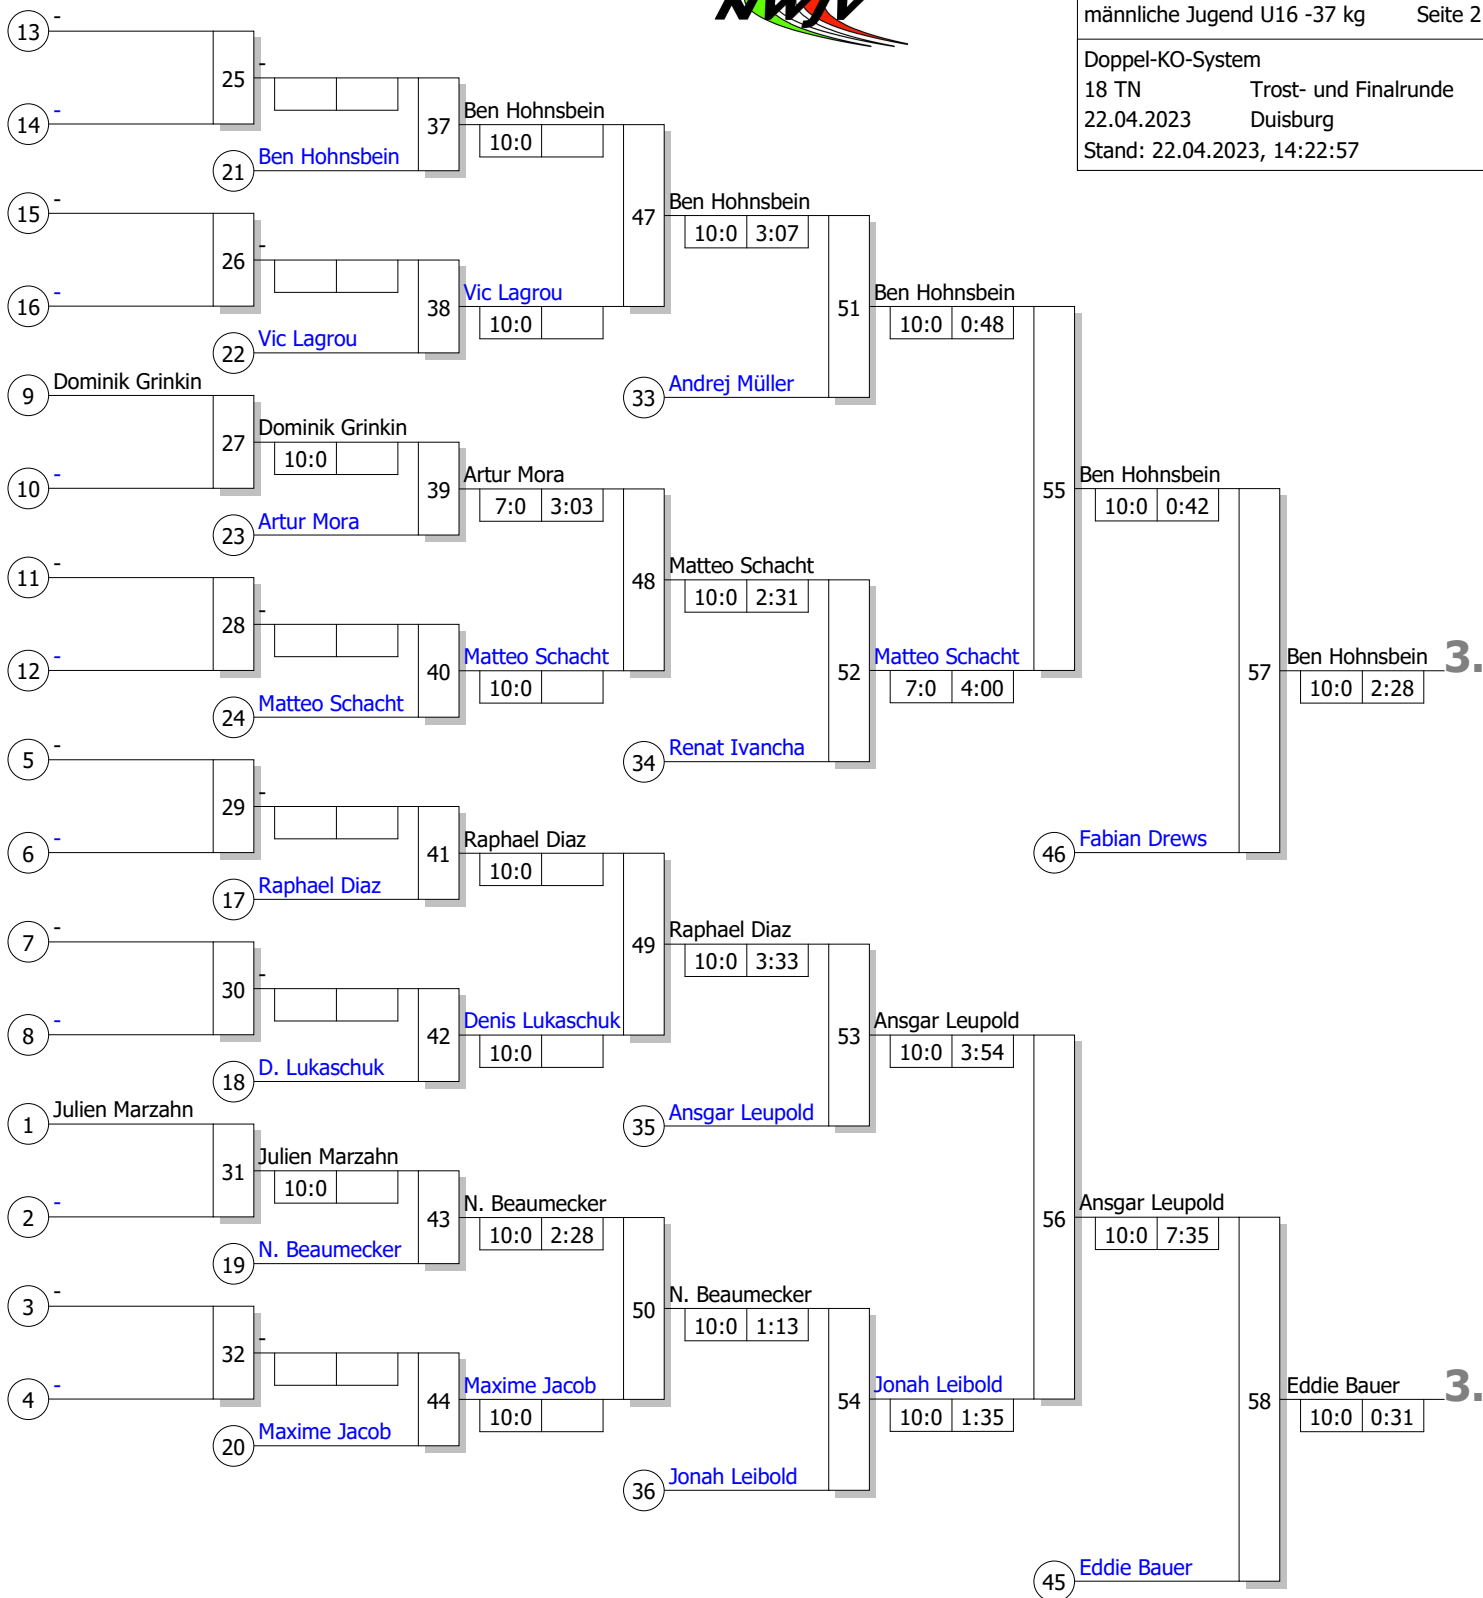 NWJV
männliche Jugend U16 -37 kg Seite 2
Doppel-KO-System
18 TN Trost- und Finalrunde
22.04.2023 Duisburg
Stand: 22.04.2023, 14:22:57
13 -
25 -
14 -
37 Ben Hohnsbein
10:0
21 Ben Hohnsbein
47 Ben Hohnsbein
10:0 3:07
15 -
26 -
16 -
38 Vic Lagrou
10:0
22 Vic Lagrou
51 Ben Hohnsbein
10:0 0:48
33 Andrej Müller
9 Dominik Grinkin
27 Dominik Grinkin
10:0
10 -
39 Artur Mora
7:0 3:03
23 Artur Mora
55 Ben Hohnsbein
10:0 0:42
11 -
48 Matteo Schacht
10:0 2:31
28 -
12 -
40 Matteo Schacht
10:0
24 Matteo Schacht
52 Matteo Schacht
7:0 4:00
57 Ben Hohnsbein 3.
10:0 2:28
34 Renat Ivancha
5 -
29 -
6 -
41 Raphael Diaz
10:0
17 Raphael Diaz
46 Fabian Drews
7 -
49 Raphael Diaz
10:0 3:33
30 -
8 -
42 Denis Lukaschuk
10:0
18 D. Lukaschuk
53 Ansgar Leupold
10:0 3:54
35 Ansgar Leupold
1 Julien Marzahn
31 Julien Marzahn
10:0
2 -
43 N. Beaumecker
10:0 2:28
19 N. Beaumecker
56 Ansgar Leupold
10:0 7:35
3 -
50 N. Beaumecker
10:0 1:13
32 -
4 -
44 Maxime Jacob
10:0
20 Maxime Jacob
54 Jonah Leibold
10:0 1:35
58 Eddie Bauer 3.
10:0 0:31
36 Jonah Leibold
45 Eddie Bauer